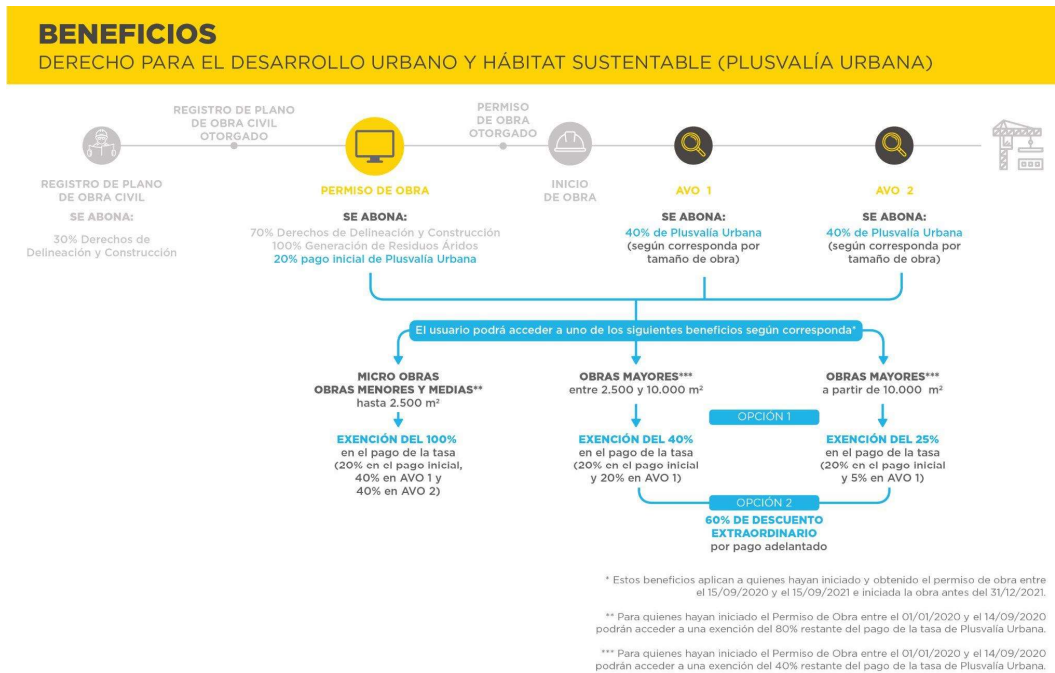 BENEFICIOS
DERECHO PARA EL DESARROLLO URBANO Y HÁBITAT SUSTENTABLE (PLUSVALÍA URBANA)
REGISTRO DE PLANO
DE OBRA CIVIL
OTORGADO
PERMISO
DE OBRA
OTORGADO
REGISTRO DE PLANO
DE OBRA CIVIL
SE ABONA:
30% Derechos de
Delineación y Construcción
PERMISO DE OBRA
SE ABONA:
70% Derechos de Delineación y Construcción
100% Generación de Residuos Áridos
20% pago inicial de Plusvalía Urbana
INICIO
DE OBRA
AVO 1
SE ABONA:
40% de Plusvalía Urbana
(según corresponda por
tamaño de obra)
AVO 2
SE ABONA:
40% de Plusvalía Urbana
(según corresponda por
tamaño de obra)
El usuario podrá acceder a uno de los siguientes beneficios según corresponda*
MICRO OBRAS
OBRAS MENORES Y MEDIAS**
hasta 2.500 m²
EXENCIÓN DEL 100%
en el pago de la tasa
(20% en el pago inicial,
40% en AVO 1 y
40% en AVO 2)
OBRAS MAYORES***
entre 2.500 y 10.000 m²
OBRAS MAYORES***
a partir de 10.000 m²
OPCIÓN 1
EXENCIÓN DEL 40%
en el pago de la tasa
(20% en el pago inicial
y 20% en AVO 1)
EXENCIÓN DEL 25%
en el pago de la tasa
(20% en el pago inicial
y 5% en AVO 1)
OPCIÓN 2
60% DE DESCUENTO
EXTRAORDINARIO
por pago adelantado
* Estos beneficios aplican a quienes hayan iniciado y obtenido el permiso de obra entre
el 15/09/2020 y el 15/09/2021 e iniciada la obra antes del 31/12/2021.
** Para quienes hayan iniciado el Permiso de Obra entre el 01/01/2020 y el 14/09/2020
podrán acceder a una exención del 80% restante del pago de la tasa de Plusvalía Urbana.
*** Para quienes hayan iniciado el Permiso de Obra entre el 01/01/2020 y el 14/09/2020
podrán acceder a una exención del 40% restante del pago de la tasa de Plusvalía Urbana.